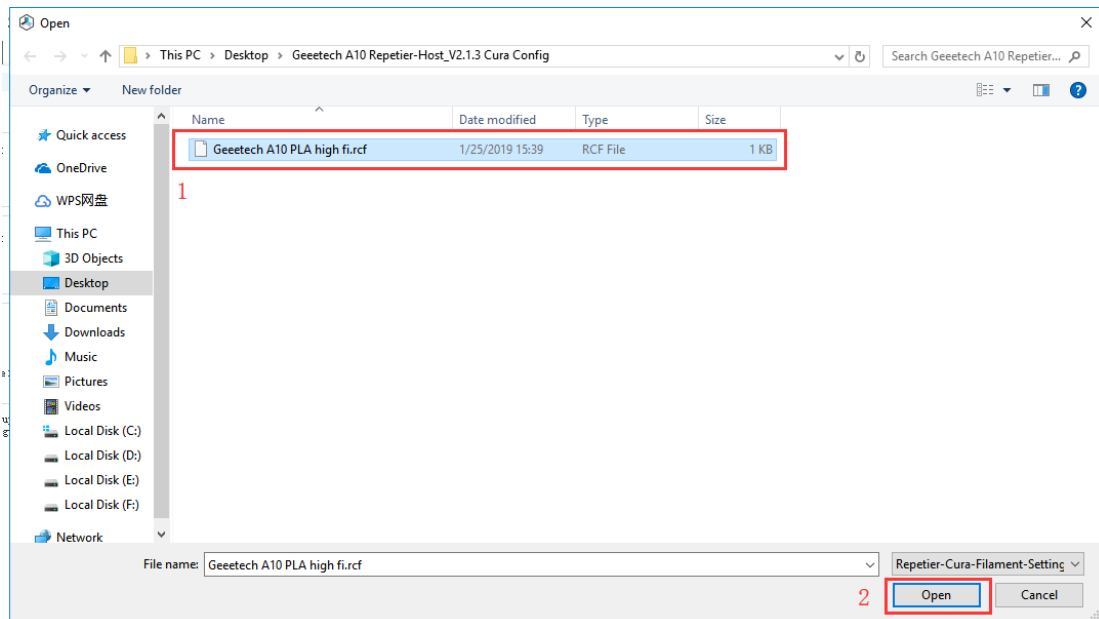 Open
This PC > Desktop > Geeetech A10 Repetier-Host_V2.1.3 Cura Config
Search Geeetech A10 Repetier...
Organize
New folder
Name
Date modified
Type
Size
Geeetech A10 PLA high fi.rcf
1/25/2019 15:39
RCF File
1 KB
1
Quick access
OneDrive
WPS网盘
This PC
3D Objects
Desktop
Documents
Downloads
Music
Pictures
Videos
Local Disk (C:)
Local Disk (D:)
Local Disk (E:)
Local Disk (F:)
Network
File name:
Geeetech A10 PLA high fi.rcf
Repetier-Cura-Filament-Setting
2
Open
Cancel